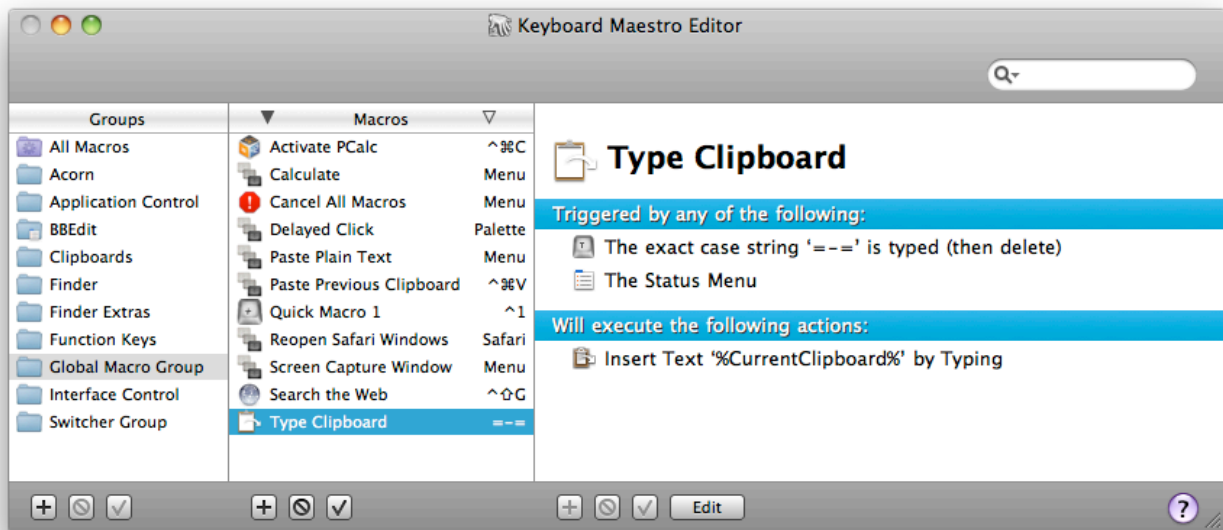 Keyboard Maestro Editor
Groups
All Macros
Acorn
Application Control
BBEdit
Clipboards
Finder
Finder Extras
Function Keys
Global Macro Group
Interface Control
Switcher Group
▼ Macros ▽
Activate PCalc ^⌘C
Calculate Menu
Cancel All Macros Menu
Delayed Click Palette
Paste Plain Text Menu
Paste Previous Clipboard ^⌘V
Quick Macro 1 ^1
Reopen Safari Windows Safari
Screen Capture Window Menu
Search the Web ^⇧G
Type Clipboard =-=
Type Clipboard
Triggered by any of the following:
The exact case string ‘=-=’ is typed (then delete)
The Status Menu
Will execute the following actions:
Insert Text ‘%CurrentClipboard%’ by Typing
Edit
?